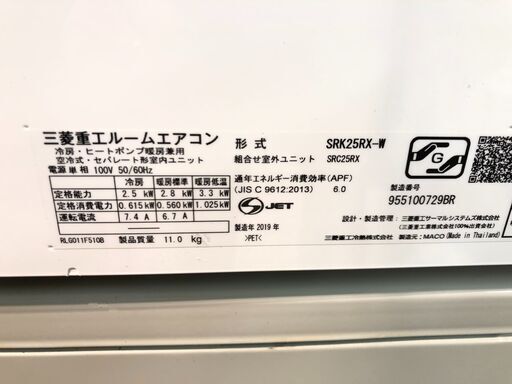 三菱重工ルームエアコン
冷房・ヒートポンプ暖房兼用
空冷式・セパレート形室内ユニット
電源 単相 100V 50/60Hz
冷房 暖房標準 暖房低温
定格能力 2.5 kW 2.8 kW 3.3 kW
定格消費電力 0.615kW 0.560 kW 1.025kW
運転電流 7.4 A 6.7 A
RLG011F510B 製品質量 11.0 kg
形式 SRK25RX-W
組合せ室外ユニット SRC25RX
通年エネルギー消費効率(APF)
(JIS C 9612:2013) 6.0
S JET
製造年 2019 年
>PET<
G
製造番号
955100729BR
設計・製造・管理：三菱重工サーマルシステムズ株式会社
(三菱重工業株式会社100%出資会社)
三菱重工冷熱株式会社 製造元：MACO (Made in Thailand)